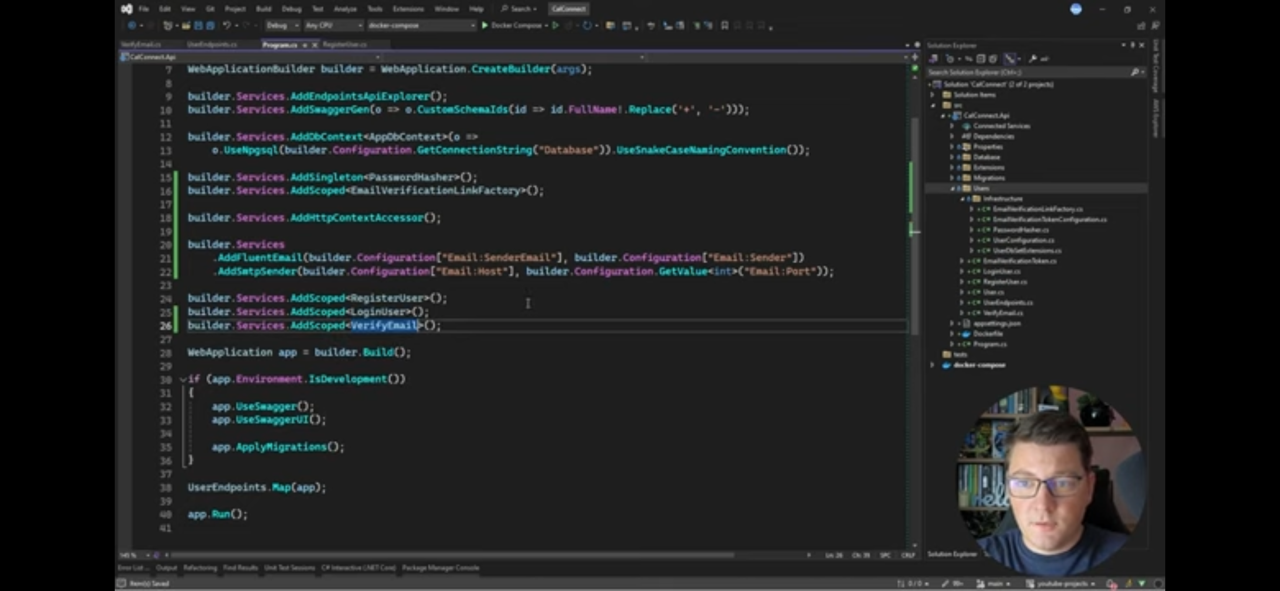 File Edit View Git Project Build Debug Test Analyze Tools Extensions Window Help Search CalConnect
Debug Any CPU docker-compose Docker Compose
VerifyEmail.cs UserEndpoints.cs Program.cs RegisterUser.cs
CalConnect.Api
7 WebApplicationBuilder builder = WebApplication.CreateBuilder(args);
8
9 builder.Services.AddEndpointsApiExplorer();
10 builder.Services.AddSwaggerGen(o => o.CustomSchemaIds(id => id.FullName!.Replace('+', '-')));
11
12 builder.Services.AddDbContext<AppDbContext>(o =>
13 o.UseNpgsql(builder.Configuration.GetConnectionString("Database")).UseSnakeCaseNamingConvention());
14
15 builder.Services.AddSingleton<PasswordHasher>();
16 builder.Services.AddScoped<EmailVerificationLinkFactory>();
17
18 builder.Services.AddHttpContextAccessor();
19
20 builder.Services
21 .AddFluentEmail(builder.Configuration["Email:SenderEmail"], builder.Configuration["Email:Sender"])
22 .AddSmtpSender(builder.Configuration["Email:Host"], builder.Configuration.GetValue<int>("Email:Port"));
23
24 builder.Services.AddScoped<RegisterUser>();
25 builder.Services.AddScoped<LoginUser>();
26 builder.Services.AddScoped<VerifyEmail>();
27
28 WebApplication app = builder.Build();
29
30 if (app.Environment.IsDevelopment())
31 {
32 app.UseSwagger();
33 app.UseSwaggerUI();
34
35 app.ApplyMigrations();
36 }
37
38 UserEndpoints.Map(app);
39
40 app.Run();
41
Solution Explorer
Search Solution Explorer (Ctrl+;)
Solution 'CalConnect' (2 of 2 projects)
Solution Items
src
CalConnect.Api
Connected Services
Dependencies
Properties
Database
Extensions
Migrations
Users
Infrastructure
EmailVerificationLinkFactory.cs
EmailVerificationTokenConfiguration.cs
PasswordHasher.cs
UserConfiguration.cs
UserDbSetExtensions.cs
EmailVerificationToken.cs
LoginUser.cs
RegisterUser.cs
User.cs
UserEndpoints.cs
VerifyEmail.cs
appsettings.json
Dockerfile
Program.cs
tests
docker-compose
Unit Test Coverage
AWS Explorer
Ln: 26 SPC CRLF
Solution Explorer
Error List ... Output Refactoring Find Results Unit Test Sessions C# Interactive (.NET Core) Package Manager Console
Item(s) Saved 0 / 0 main youtube-projects